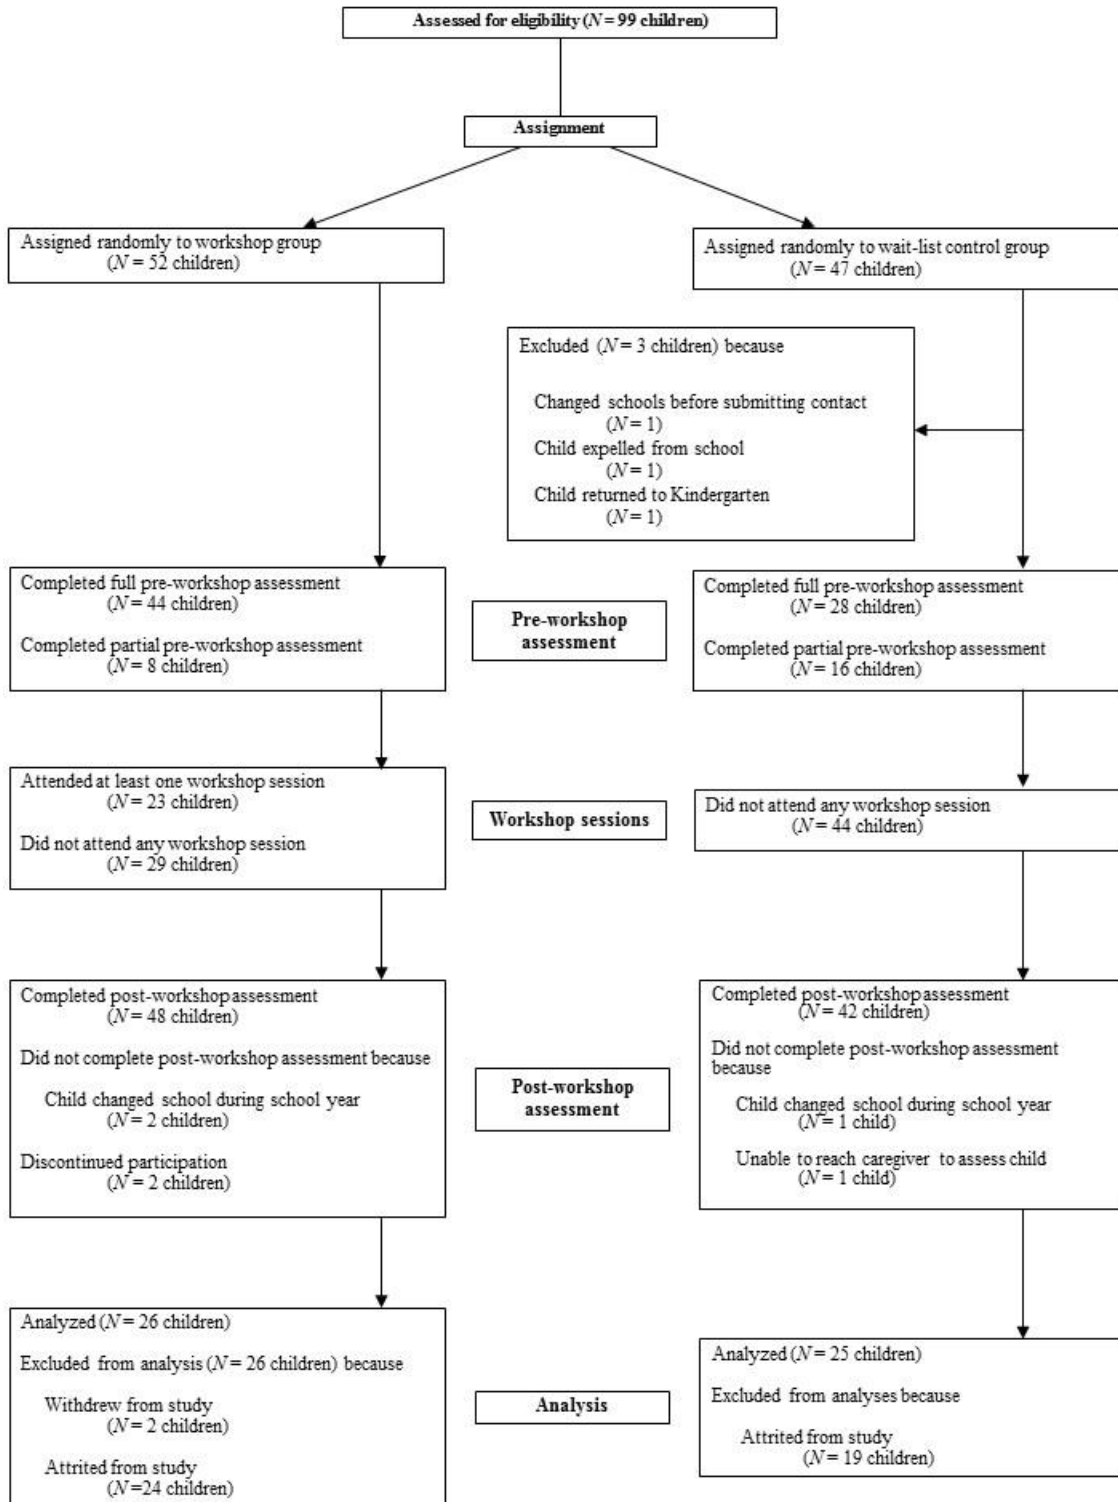 Assessed for eligibility (N = 99 children)
Assignment
Assigned randomly to workshop group
(N = 52 children)
Assigned randomly to wait-list control group
(N = 47 children)
Excluded (N = 3 children) because
Changed schools before submitting contact
(N = 1)
Child expelled from school
(N = 1)
Child returned to Kindergarten
(N = 1)
Completed full pre-workshop assessment
(N = 44 children)
Completed partial pre-workshop assessment
(N = 8 children)
Pre-workshop
assessment
Completed full pre-workshop assessment
(N = 28 children)
Completed partial pre-workshop assessment
(N = 16 children)
Attended at least one workshop session
(N = 23 children)
Did not attend any workshop session
(N = 29 children)
Workshop sessions
Did not attend any workshop session
(N = 44 children)
Completed post-workshop assessment
(N = 48 children)
Did not complete post-workshop assessment because
Child changed school during school year
(N = 2 children)
Discontinued participation
(N = 2 children)
Post-workshop
assessment
Completed post-workshop assessment
(N = 42 children)
Did not complete post-workshop assessment
because
Child changed school during school year
(N = 1 child)
Unable to reach caregiver to assess child
(N = 1 child)
Analyzed (N = 26 children)
Excluded from analysis (N = 26 children) because
Withdrew from study
(N = 2 children)
Attrited from study
(N =24 children)
Analysis
Analyzed (N = 25 children)
Excluded from analyses because
Attrited from study
(N = 19 children)